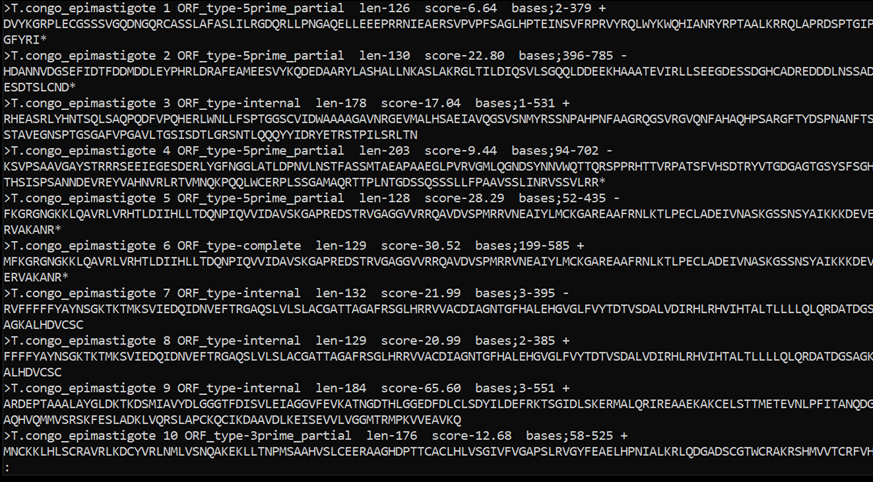 >T.congo_epimastigote 1 ORF_type-5prime_partial  len-126  score-6.64  bases;2-379 +
DVYKGRPLECGSSSVGQDNGQRCASSLAFASLILRGDQRLLPNGAQELLEEEPRRNIEAERSVPVPFSAGLHPTEINSVFRPRVYRQLWYKWQHIANRYRPTAALKRRQLAPRDSPTGIP
GFYRI*
>T.congo_epimastigote 2 ORF_type-5prime_partial  len-130  score-22.80  bases;396-785 -
HDANNVDGSEFIDTFDDMDDLEYPHRLDRAFEAMEESVYKQDEDAARYLASHALLNKASLAKRGLTILDIQSVLSGQQLDDEEKHAAATEVIRLLSEEGDESSDGHCADREDDDLNSSAD
ESDTSLCND*
>T.congo_epimastigote 3 ORF_type-internal  len-178  score-17.04  bases;1-531 +
RHEASRLYHNTSQLSAQPQDFVPQHERLWNLLFSPTGGSCVIDWAAAAGAVNRGEVMALHSAEIAVQGSVSNMYRSSNPAHPNFAAGRQGSVRGVQNFAHAQHPSARGFTYDSPNANFTS
STAVEGNSPTGSGAFVPGAVLTGSISDTLGRSNTLQQQYYIDRYETRSTPILSRLTN
>T.congo_epimastigote 4 ORF_type-5prime_partial  len-203  score-9.44  bases;94-702 -
KSVPSAAVGAYSTRRRSEEIEGESDERLYGFNGGLATLDPNVLNSTFASSMTAEAPAAEGLPVRVGMLQGNDSYNNVWQTTQRSPPRHTTVRPATSFVHSDTRYVTGDGAGTGSYSFSGH
THSISPSANNDEVREYVAHNVRLRTVMNQKPQQLWCERPLSSGAMAQRTTPLNTGDSSQSSSLLFPAAVSSLINRVSSVLRR*
>T.congo_epimastigote 5 ORF_type-5prime_partial  len-128  score-28.29  bases;52-435 -
FKGRGNGKKLQAVRLVRHTLDIIHLLTDQNPIQVVIDAVSKGAPREDSTRVGAGGVVRRQAVDVSPMRRVNEAIYLMCKGAREAAFRNLKTLPECLADEIVNASKGSSNSYAIKKKDEVE
RVAKANR*
>T.congo_epimastigote 6 ORF_type-complete  len-129  score-30.52  bases;199-585 +
MFKGRGNGKKLQAVRLVRHTLDIIHLLTDQNPIQVVIDAVSKGAPREDSTRVGAGGVVRRQAVDVSPMRRVNEAIYLMCKGAREAAFRNLKTLPECLADEIVNASKGSSNSYAIKKKDEV
ERVAKANR*
>T.congo_epimastigote 7 ORF_type-internal  len-132  score-21.99  bases;3-395 -
RVFFFFFYAYNSGKTKTMKSVIEDQIDNVEFTRGAQSLVLSLACGATTAGAFRSGLHRRVVACDIAGNTGFHALEHGVGLFVYTDTVSDALVDIRHLRHVIHTALTLLLLQLQRDATDGS
AGKALHDVCSC
>T.congo_epimastigote 8 ORF_type-internal  len-129  score-20.99  bases;2-385 +
FFFFYAYNSGKTKTMKSVIEDQIDNVEFTRGAQSLVLSLACGATTAGAFRSGLHRRVVACDIAGNTGFHALEHGVGLFVYTDTVSDALVDIRHLRHVIHTALTLLLLQLQRDATDGSAGK
ALHDVCSC
>T.congo_epimastigote 9 ORF_type-internal  len-184  score-65.60  bases;3-551 +
ARDEPTAAALAYGLDKTKDSMIAVYDLGGGTFDISVLEIAGGVFEVKATNGDTHLGGEDFDLCLSDYILDEFRKTSGIDLSKERMALQRIREAAEKAKCELSTTMETEVNLPFITANQDG
AQHVQMMVSRSKFESLADKLVQRSLAPCKQCIKDAAVDLKEISEVVLVGGMTRMPKVVEAVKQ
>T.congo_epimastigote 10 ORF_type-3prime_partial  len-176  score-12.68  bases;58-525 +
MNCKKLHLSCRAVRLKDCYVRLNMLVSNQAKEKLLTNPMSAAHVSLCEERAAGHDPTTCACLHLVSGIVFVGAPSLRVGYFEAELHPNIALKRLQDGADSCGTWCRAKRSHMVVTCRFVH
: